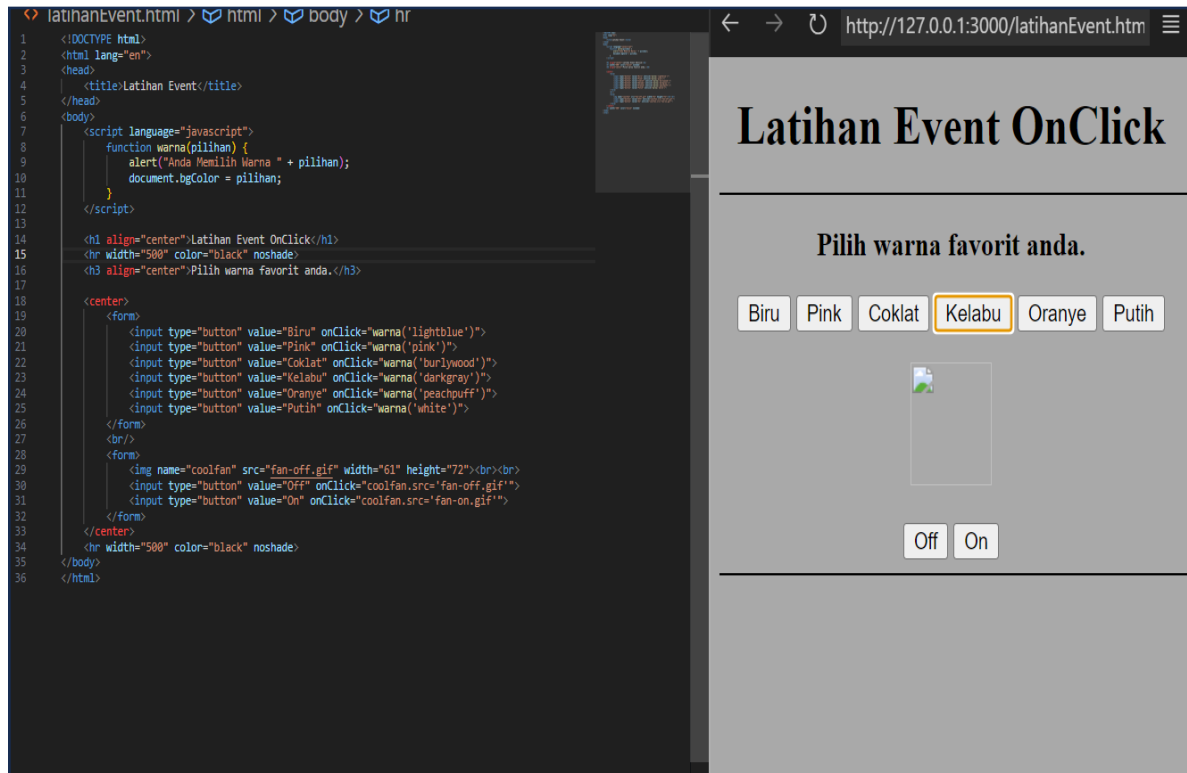 latihanEvent.html > html > body > hr
1 <!DOCTYPE html>
2 <html lang="en">
3 <head>
4 <title>Latihan Event</title>
5 </head>
6 <body>
7 <script language="javascript">
8 function warna(pilihan) {
9 alert("Anda Memilih Warna " + pilihan);
10 document.bgColor = pilihan;
11 }
12 </script>
13
14 <h1 align="center">Latihan Event OnClick</h1>
15 <hr width="500" color="black" noshade>
16 <h3 align="center">Pilih warna favorit anda.</h3>
17
18 <center>
19 <form>
20 <input type="button" value="Biru" onClick="warna('lightblue')">
21 <input type="button" value="Pink" onClick="warna('pink')">
22 <input type="button" value="Coklat" onClick="warna('burlywood')">
23 <input type="button" value="Kelabu" onClick="warna('darkgray')">
24 <input type="button" value="Oranye" onClick="warna('peachpuff')">
25 <input type="button" value="Putih" onClick="warna('white')">
26 </form>
27 <br/>
28 <form>
29 <img name="coolfan" src="fan-off.gif" width="61" height="72"><br><br>
30 <input type="button" value="Off" onClick="coolfan.src='fan-off.gif'">
31 <input type="button" value="On" onClick="coolfan.src='fan-on.gif'">
32 </form>
33 </center>
34 <hr width="500" color="black" noshade>
35 </body>
36 </html>
http://127.0.0.1:3000/latihanEvent.htm
Latihan Event OnClick
Pilih warna favorit anda.
Biru Pink Coklat Kelabu Oranye Putih
Off On